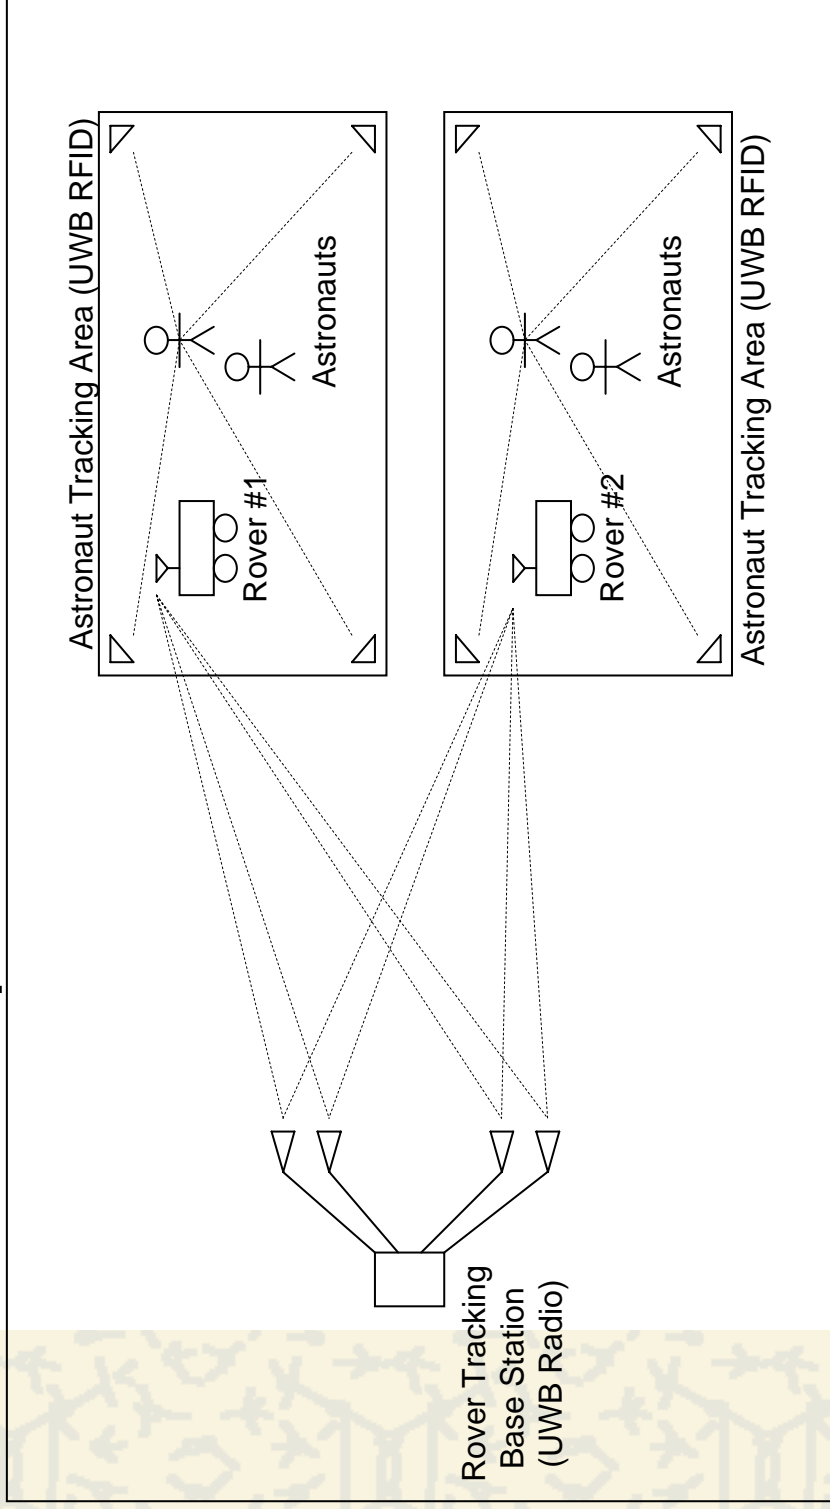 Astronaut Tracking Area (UWB RFID)
Rover #1
Astronauts
Rover #2
Astronauts
Astronaut Tracking Area (UWB RFID)
Rover Tracking
Base Station
(UWB Radio)